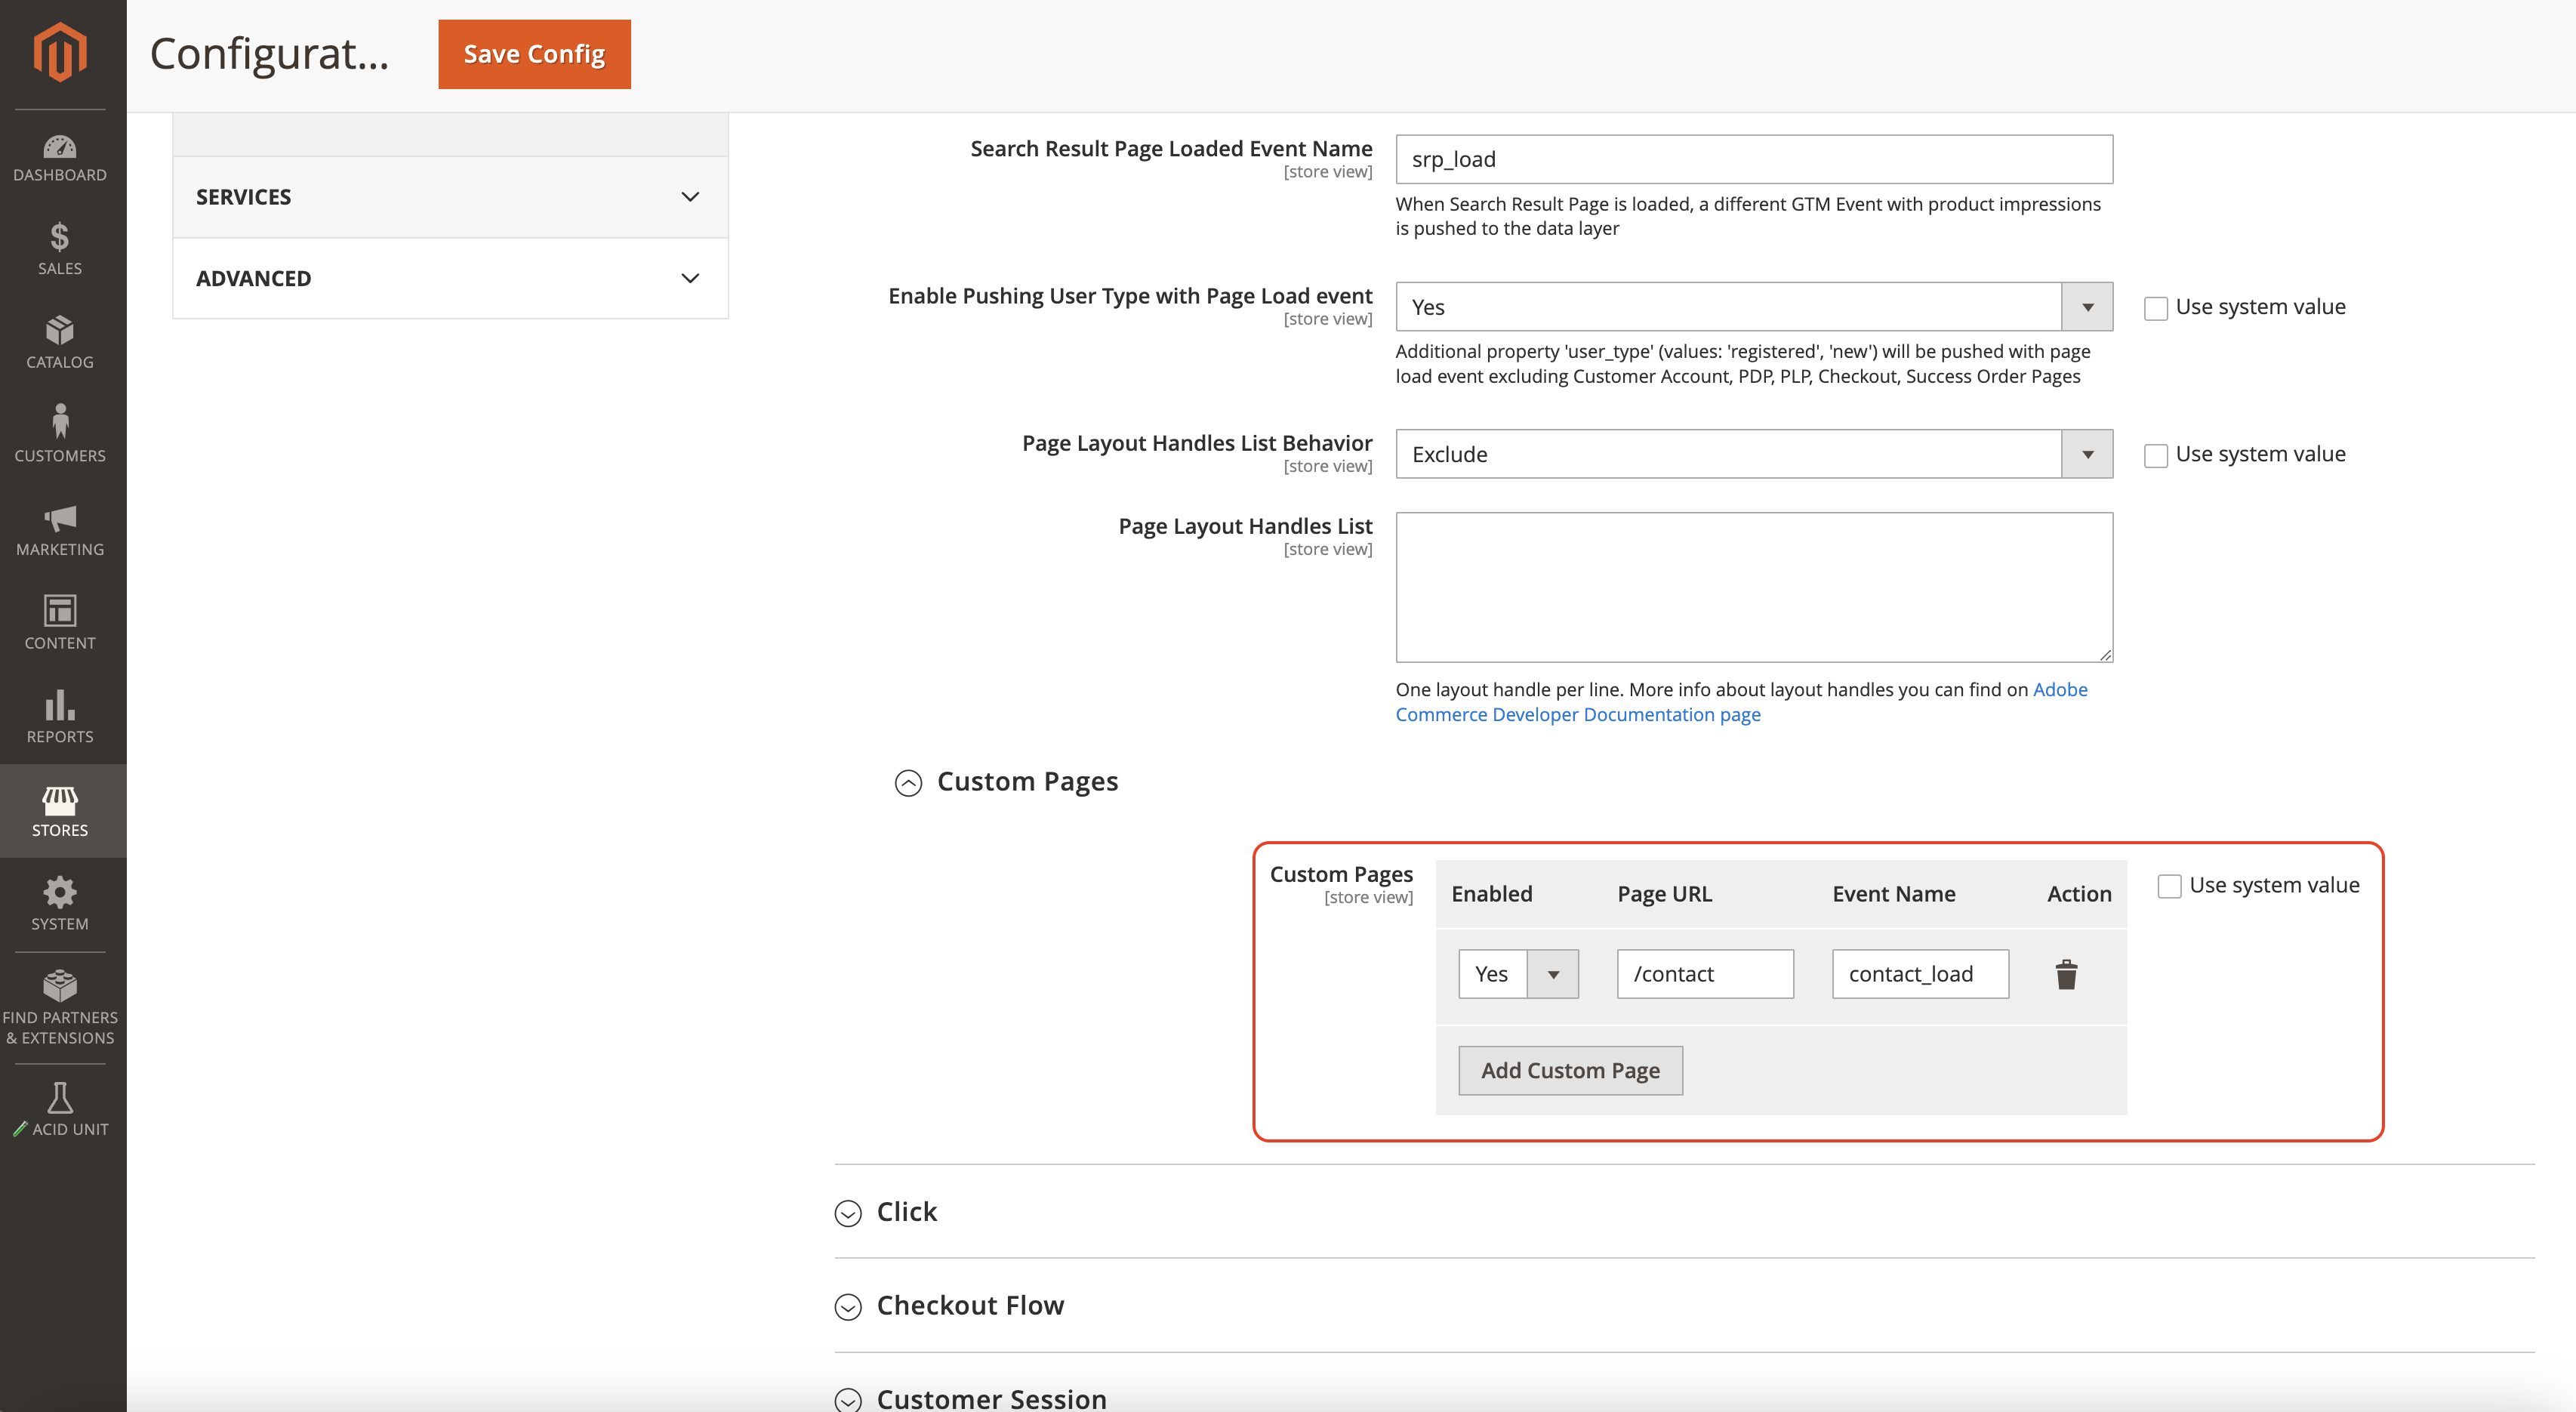 Configurat...
Save Config
DASHBOARD
SALES
CATALOG
CUSTOMERS
MARKETING
CONTENT
REPORTS
STORES
SYSTEM
FIND PARTNERS
& EXTENSIONS
ACID UNIT
SERVICES
ADVANCED
Search Result Page Loaded Event Name
[store view]
srp_load
When Search Result Page is loaded, a different GTM Event with product impressions
is pushed to the data layer
Enable Pushing User Type with Page Load event
[store view]
Yes
Use system value
Additional property 'user_type' (values: 'registered', 'new') will be pushed with page
load event excluding Customer Account, PDP, PLP, Checkout, Success Order Pages
Page Layout Handles List Behavior
[store view]
Exclude
Use system value
Page Layout Handles List
[store view]
One layout handle per line. More info about layout handles you can find on Adobe
Commerce Developer Documentation page
Custom Pages
Custom Pages
[store view]
Enabled Page URL Event Name Action
Use system value
Yes /contact contact_load
Add Custom Page
Click
Checkout Flow
Customer Session